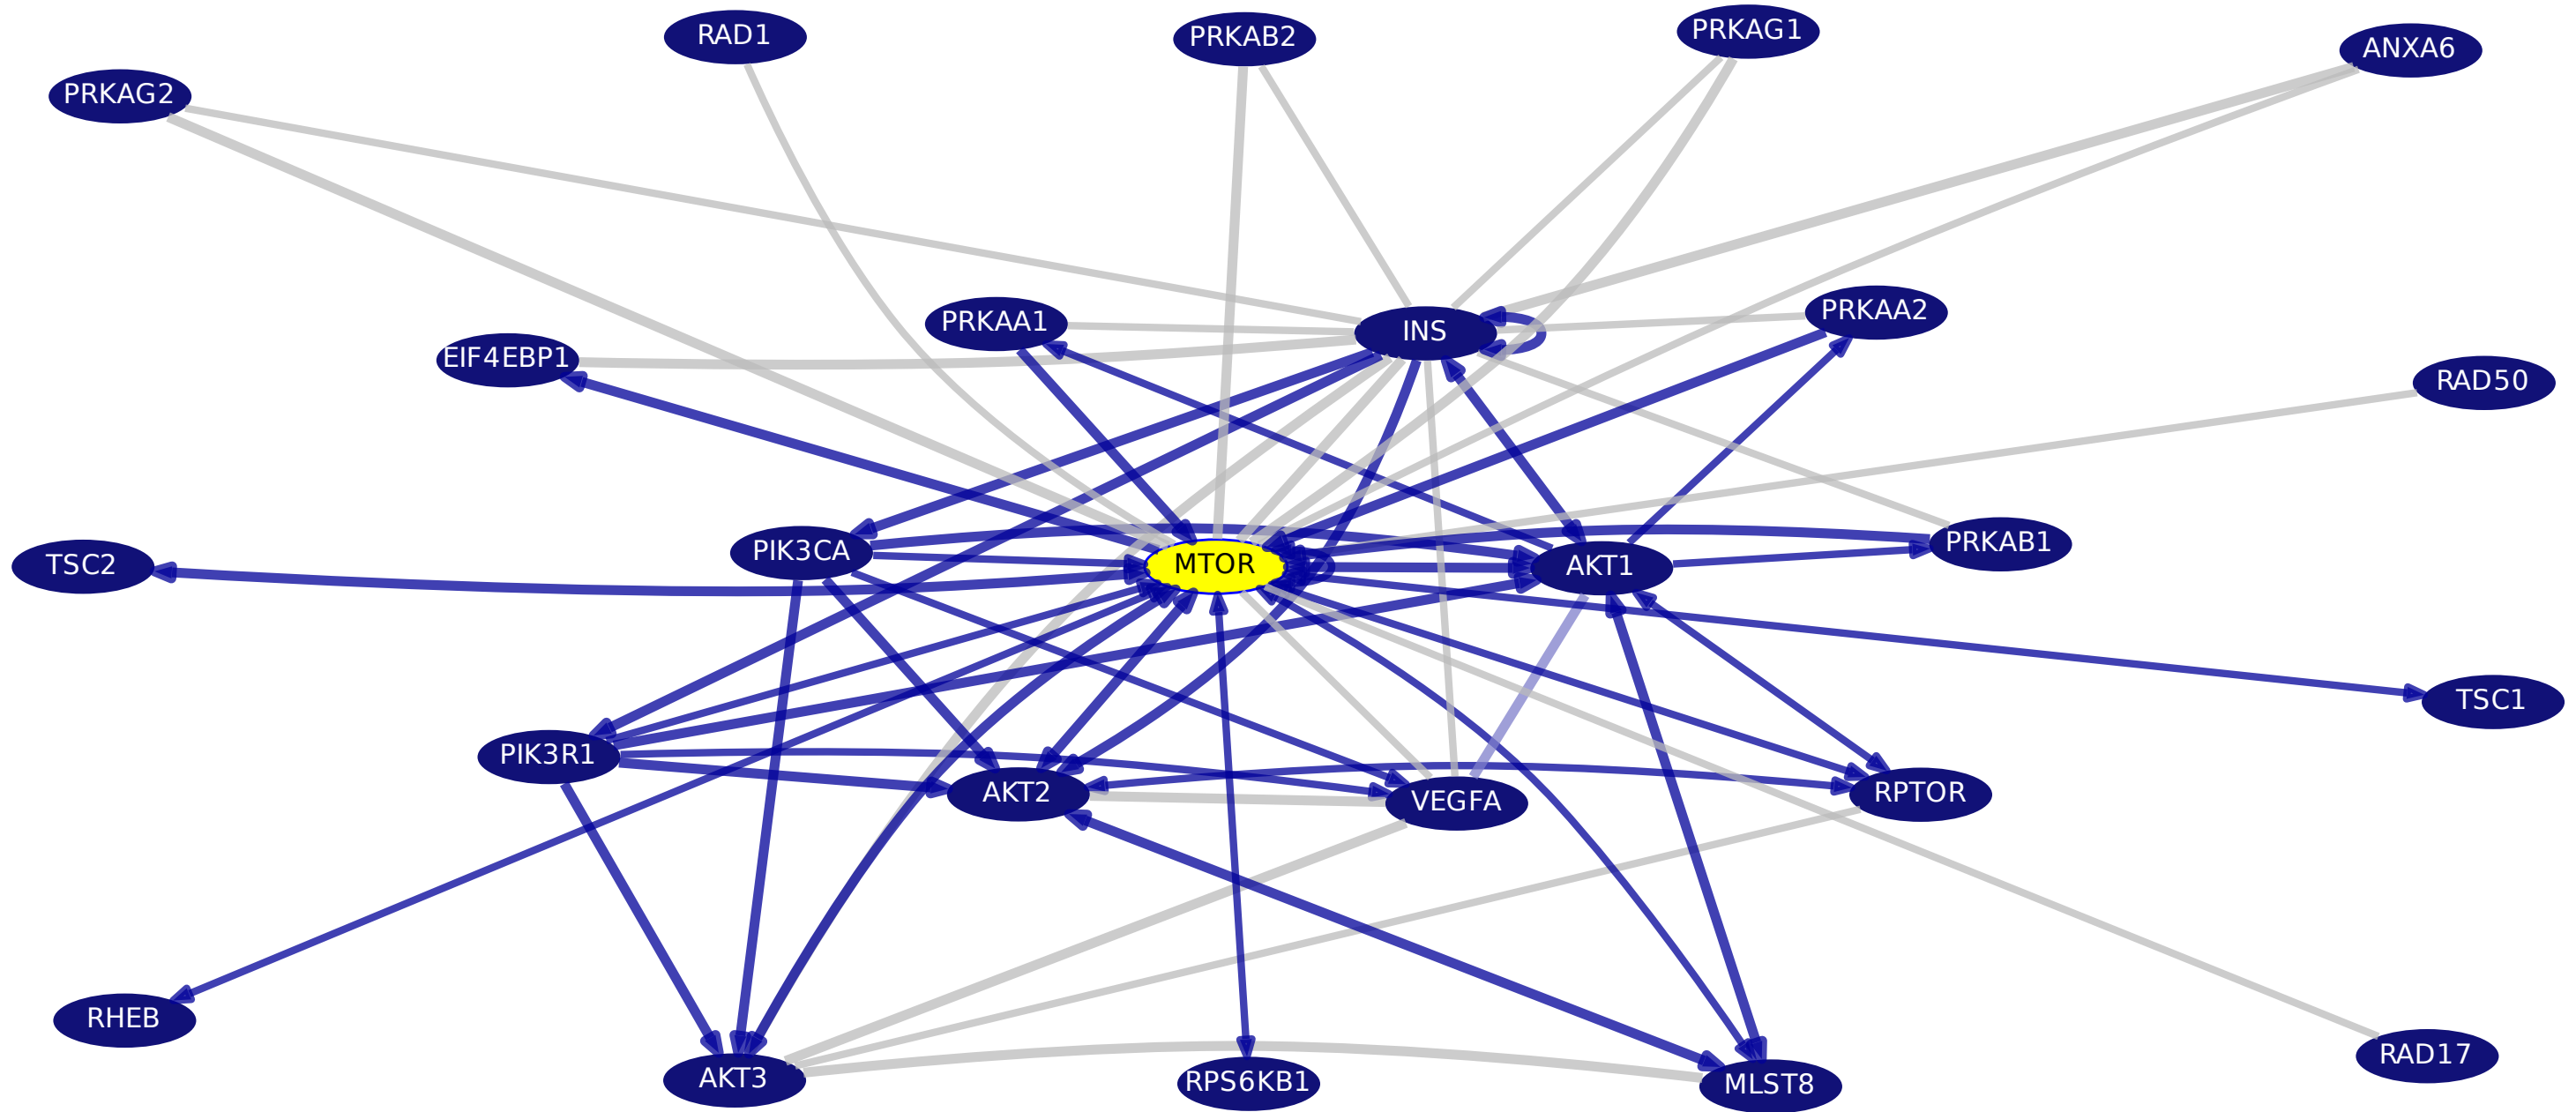 RAD1
PRKAB2
PRKAG1
ANXA6
PRKAG2
PRKAA1
INS
PRKAA2
EIF4EBP1
RAD50
TSC2
PIK3CA
MTOR
AKT1
PRKAB1
TSC1
PIK3R1
AKT2
VEGFA
RPTOR
RHEB
AKT3
RPS6KB1
MLST8
RAD17